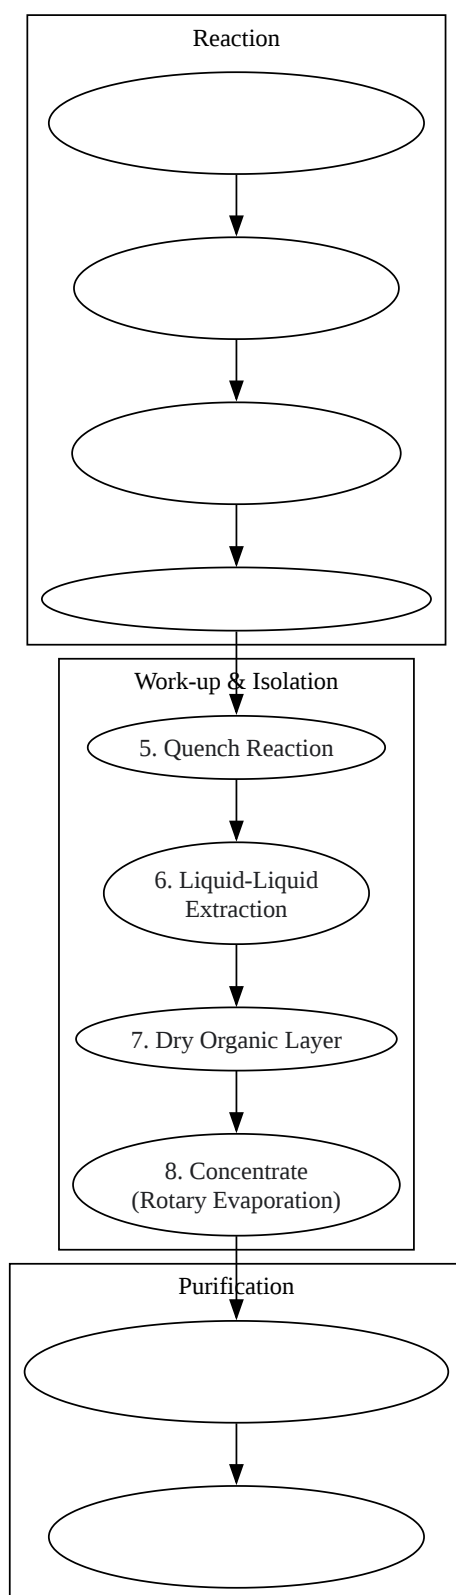 Reaction
Work-up & Isolation
5. Quench Reaction
6. Liquid-Liquid
Extraction
7. Dry Organic Layer
8. Concentrate
(Rotary Evaporation)
Purification